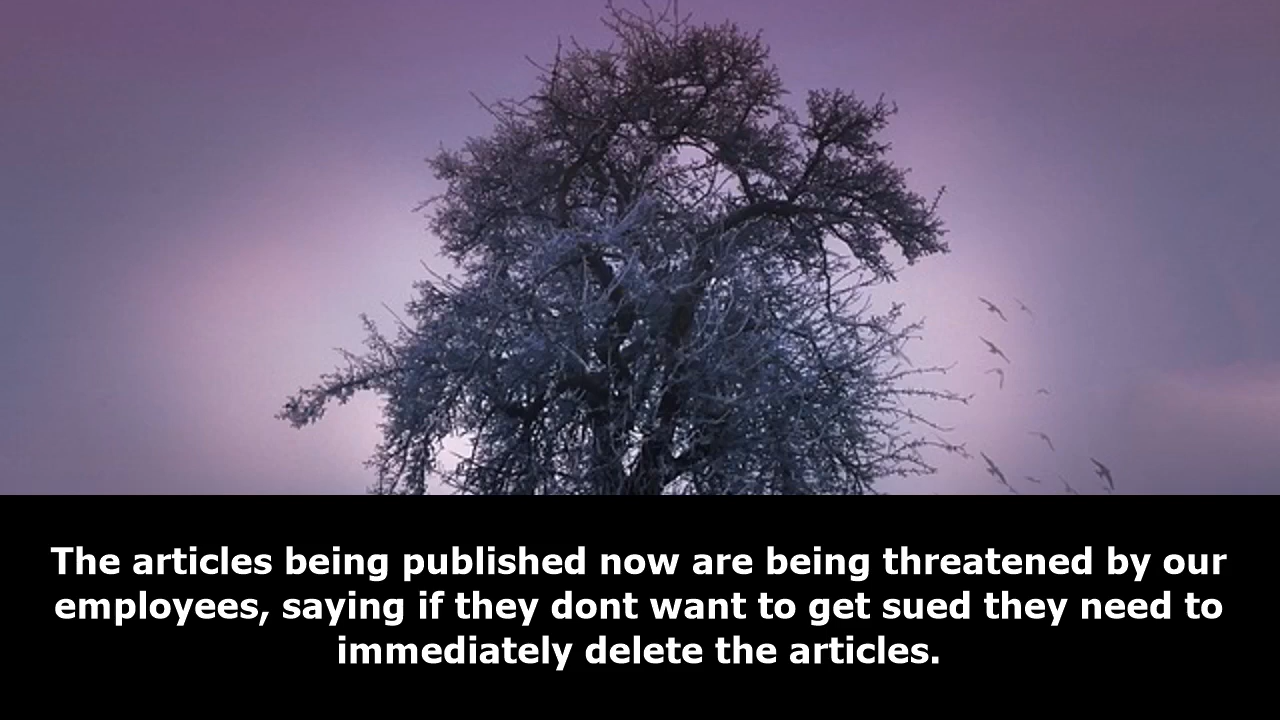 The articles being published now are being threatened by our
employees, saying if they dont want to get sued they need to
immediately delete the articles.